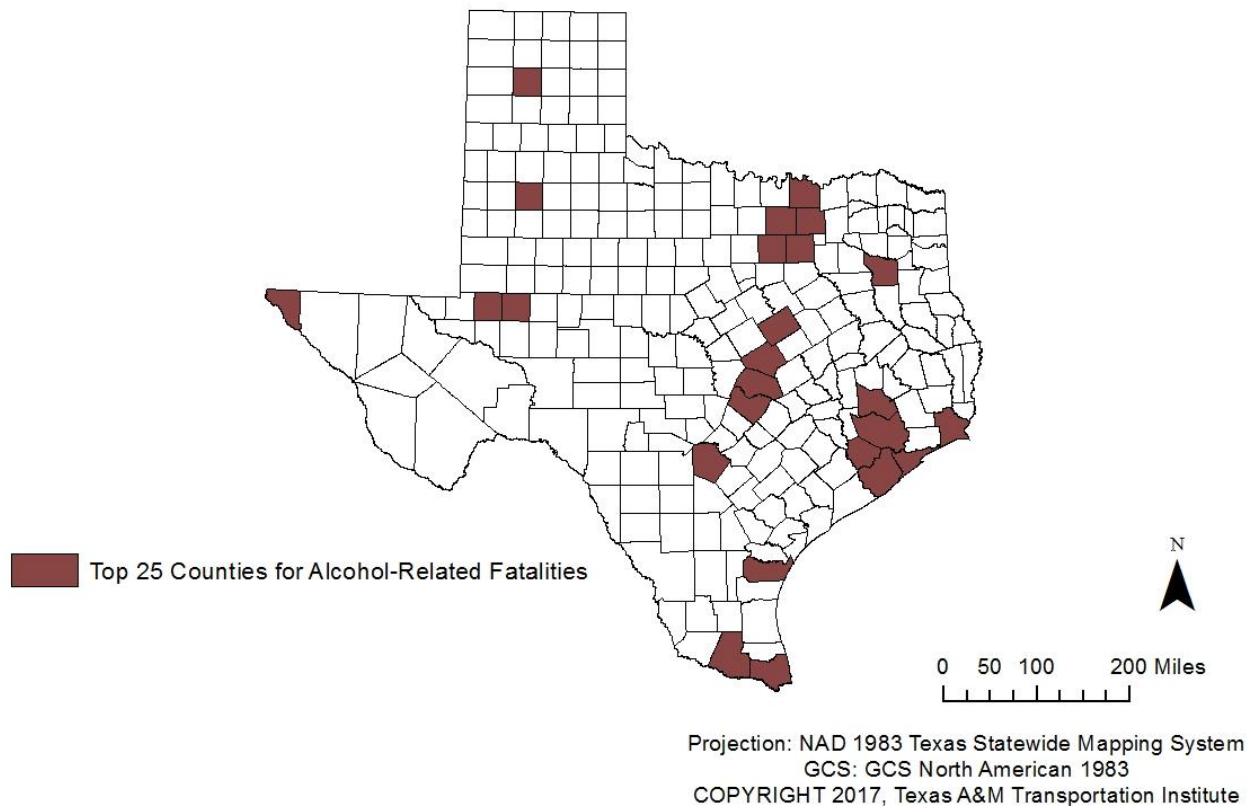 Top 25 Counties for Alcohol-Related Fatalities
N
0 50 100 200 Miles
Projection: NAD 1983 Texas Statewide Mapping System
GCS: GCS North American 1983
COPYRIGHT 2017, Texas A&M Transportation Institute